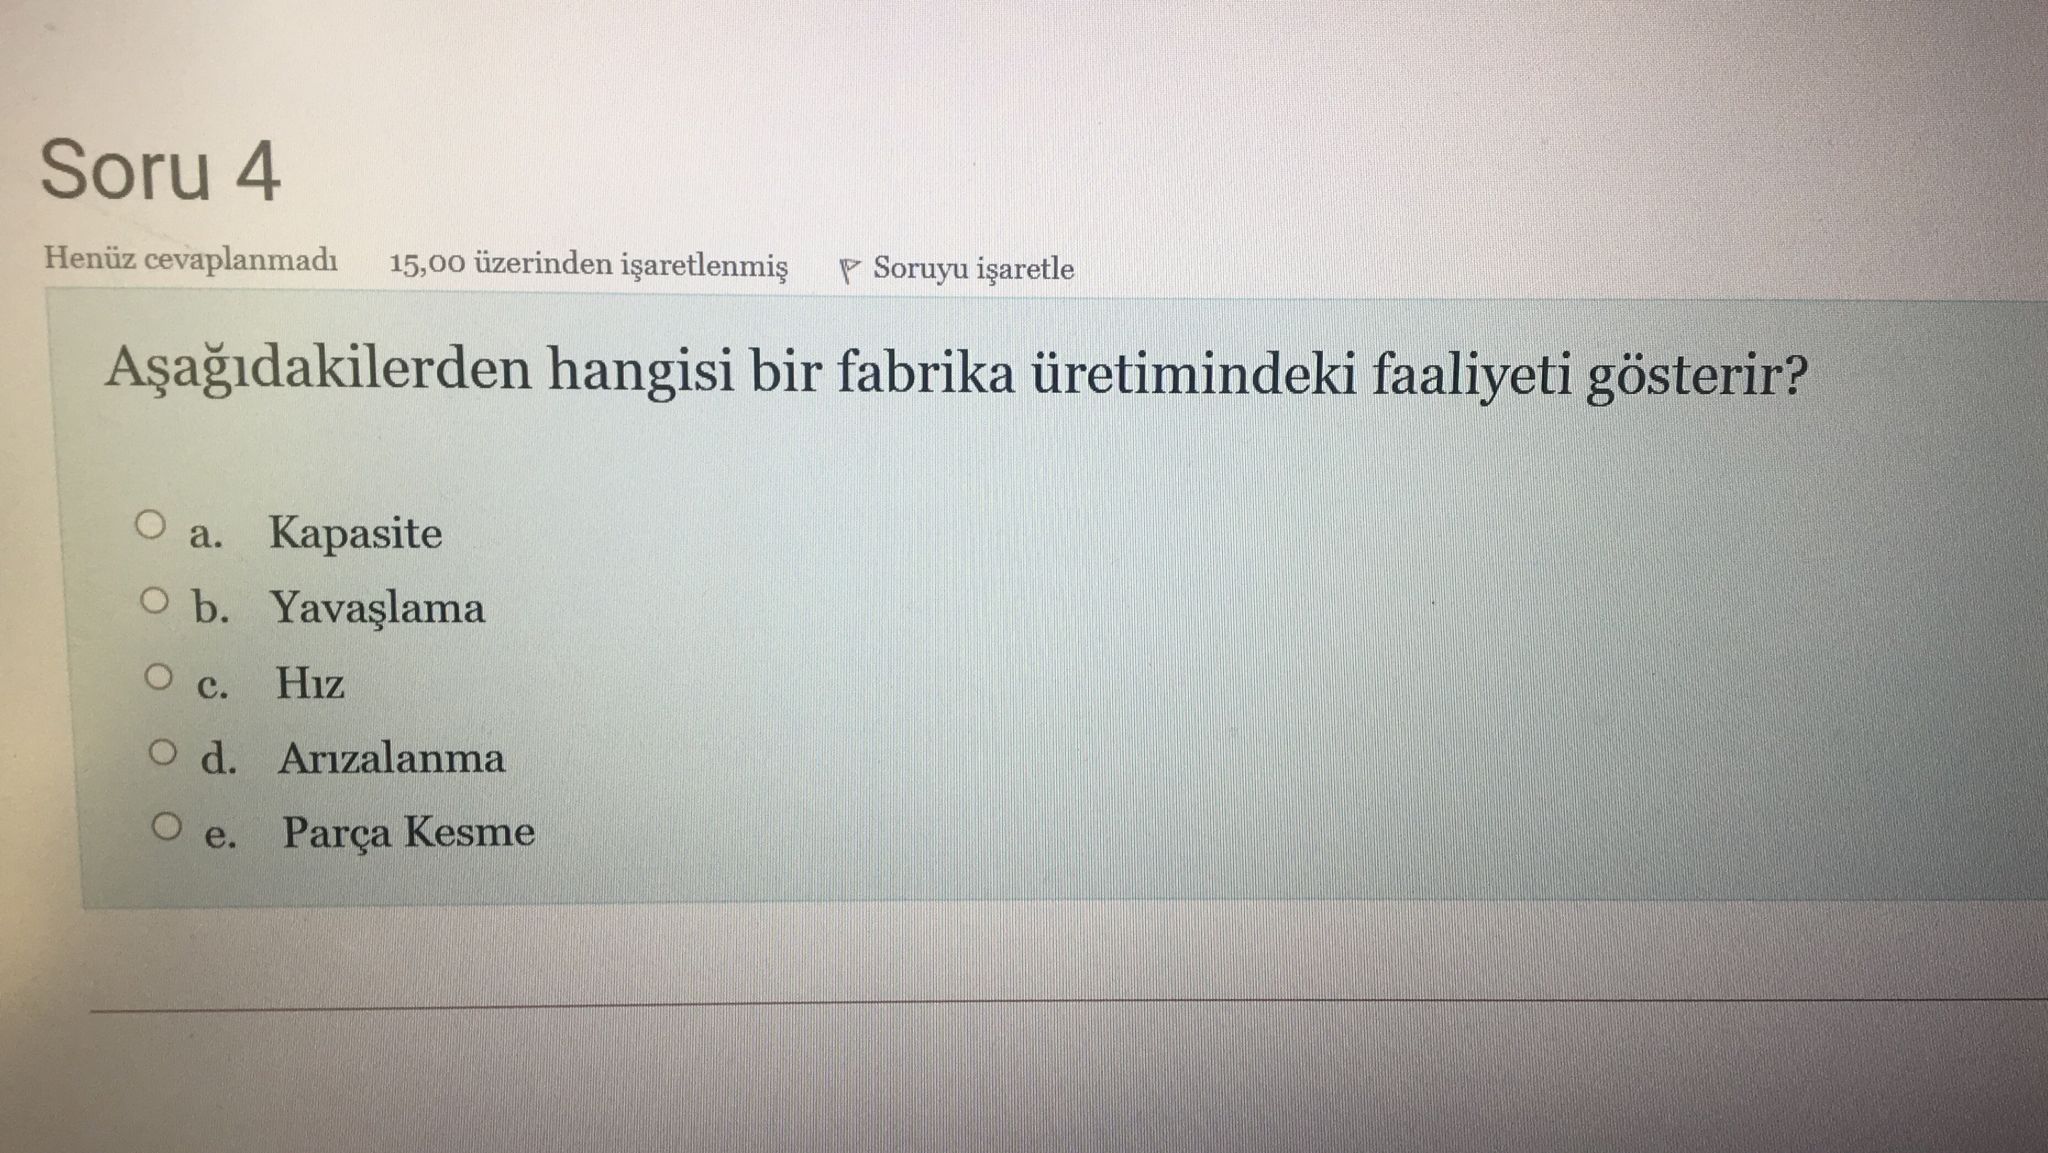 Soru 4
Henüz cevaplanmadı 15,00 üzerinden işaretlenmiş Soruyu işaretle
Aşağıdakilerden hangisi bir fabrika üretimindeki faaliyeti gösterir?
a. Kapasite
b. Yavaşlama
c. Hız
d. Arızalanma
e. Parça Kesme